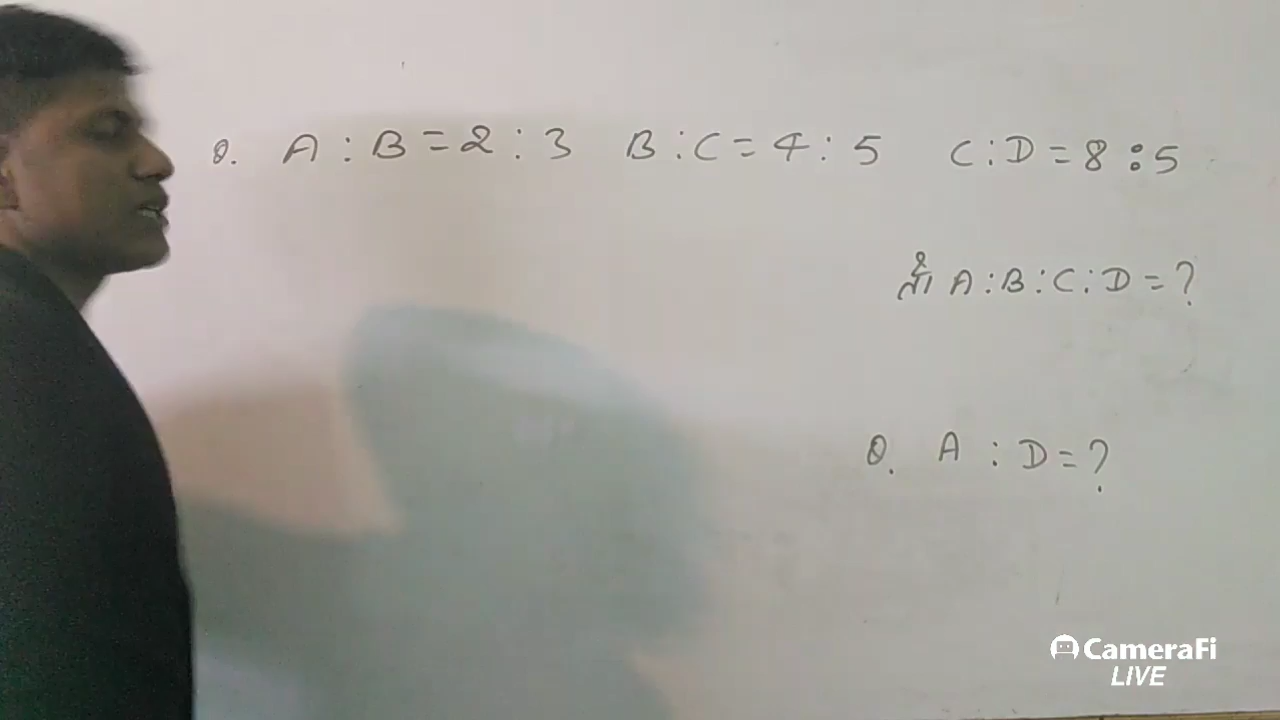 Q. A : B = 2 : 3 B : C = 4 : 5 C : D = 8 : 5
A : B : C : D = ?
Q. A : D = ?
CameraFi
LIVE